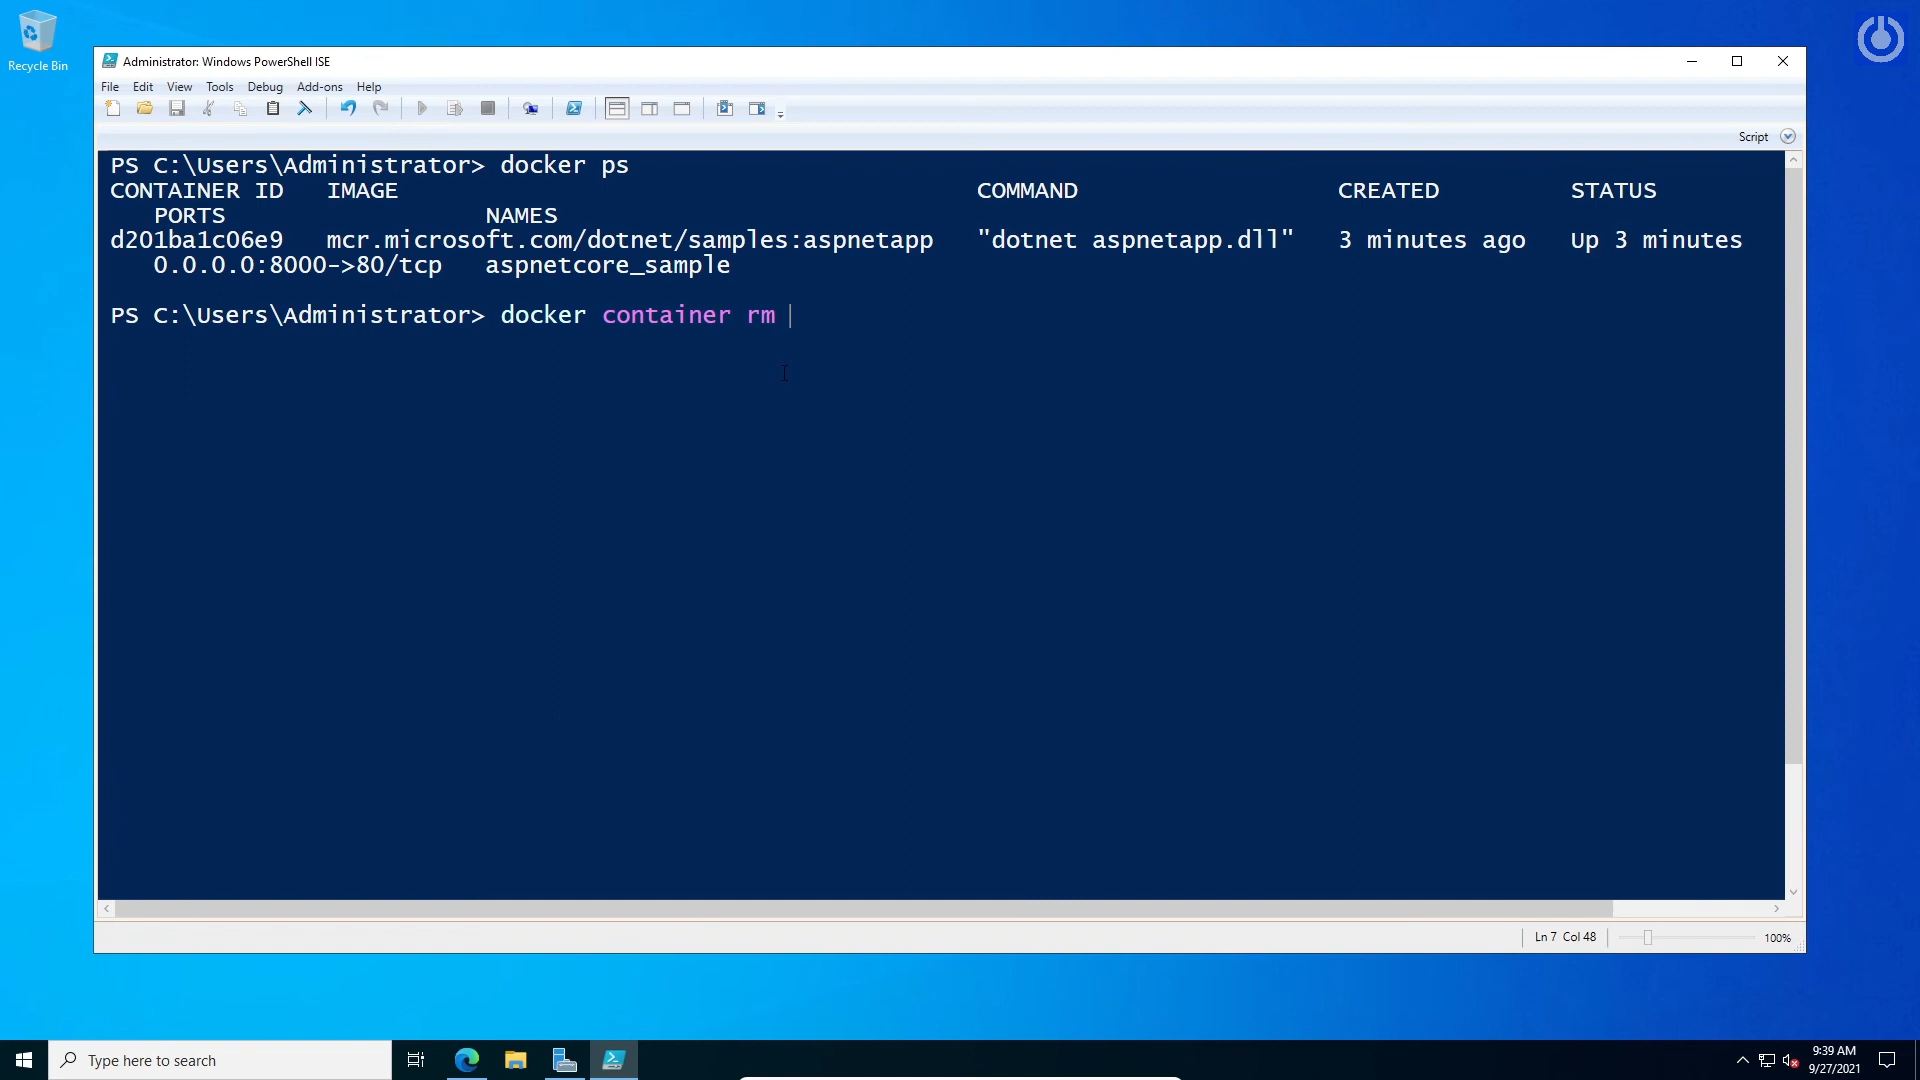 Recycle Bin
Administrator: Windows PowerShell ISE
File Edit View Tools Debug Add-ons Help
Script
PS C:\Users\Administrator> docker ps
CONTAINER ID IMAGE COMMAND CREATED STATUS
PORTS NAMES
d201ba1c06e9 mcr.microsoft.com/dotnet/samples:aspnetapp "dotnet aspnetapp.dll" 3 minutes ago Up 3 minutes
0.0.0.0:8000->80/tcp aspnetcore_sample
PS C:\Users\Administrator> docker container rm
Ln 7 Col 48 100%
Type here to search
9:39 AM
9/27/2021